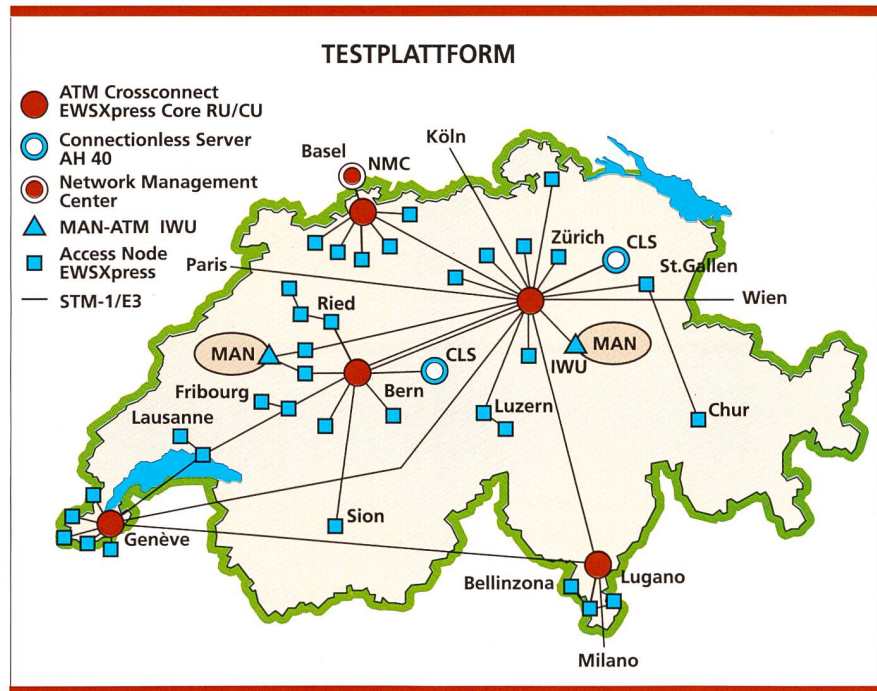 TESTPLATTFORM
ATM Crossconnect
EWSXpress Core RU/CU
Connectionless Server
AH 40
Network Management
Center
MAN-ATM IWU
Access Node
EWSXpress
STM-1/E3
Köln
Basel
NMC
Zürich
CLS
Paris
St.Gallen
Wien
Ried
MAN
CLS
MAN
IWU
Bern
Fribourg
Luzern
Chur
Lausanne
Sion
Genève
Bellinzona
Lugano
Milano